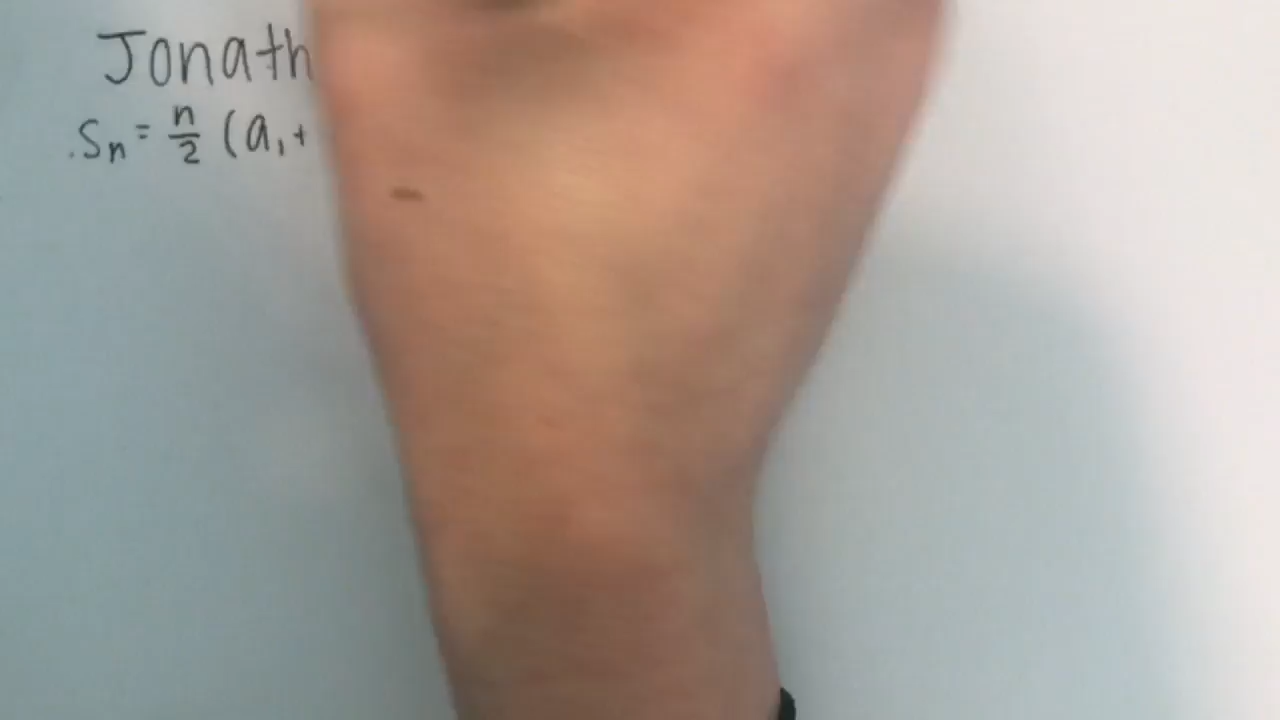 Jonath
.Sn = n/2 (a₁ +